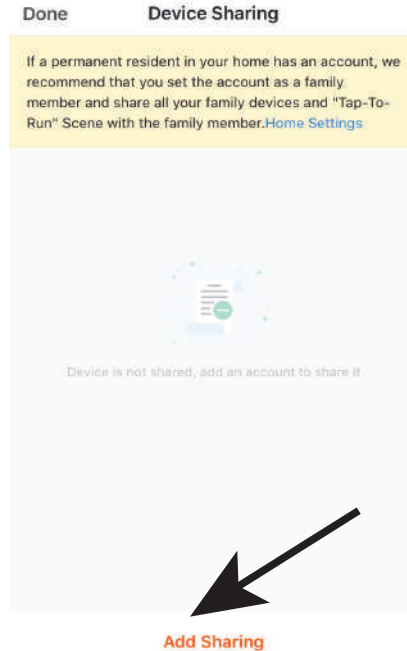 Done Device Sharing
If a permanent resident in your home has an account, we
recommend that you set the account as a family
member and share all your family devices and "Tap-To-
Run" Scene with the family member.Home Settings
Device is not shared, add an account to share it
Add Sharing